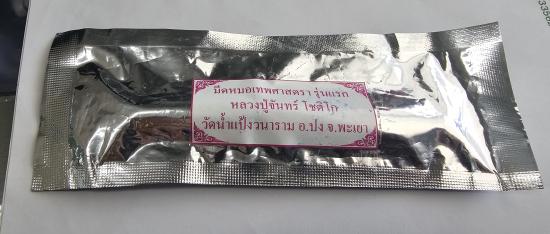 มีดหมอเทพศาสตรา รุ่นแรก
หลวงปู่จันทร์ โชติโก
วัดน้ำแป้งวนาราม อ.ปง จ.พะเยา